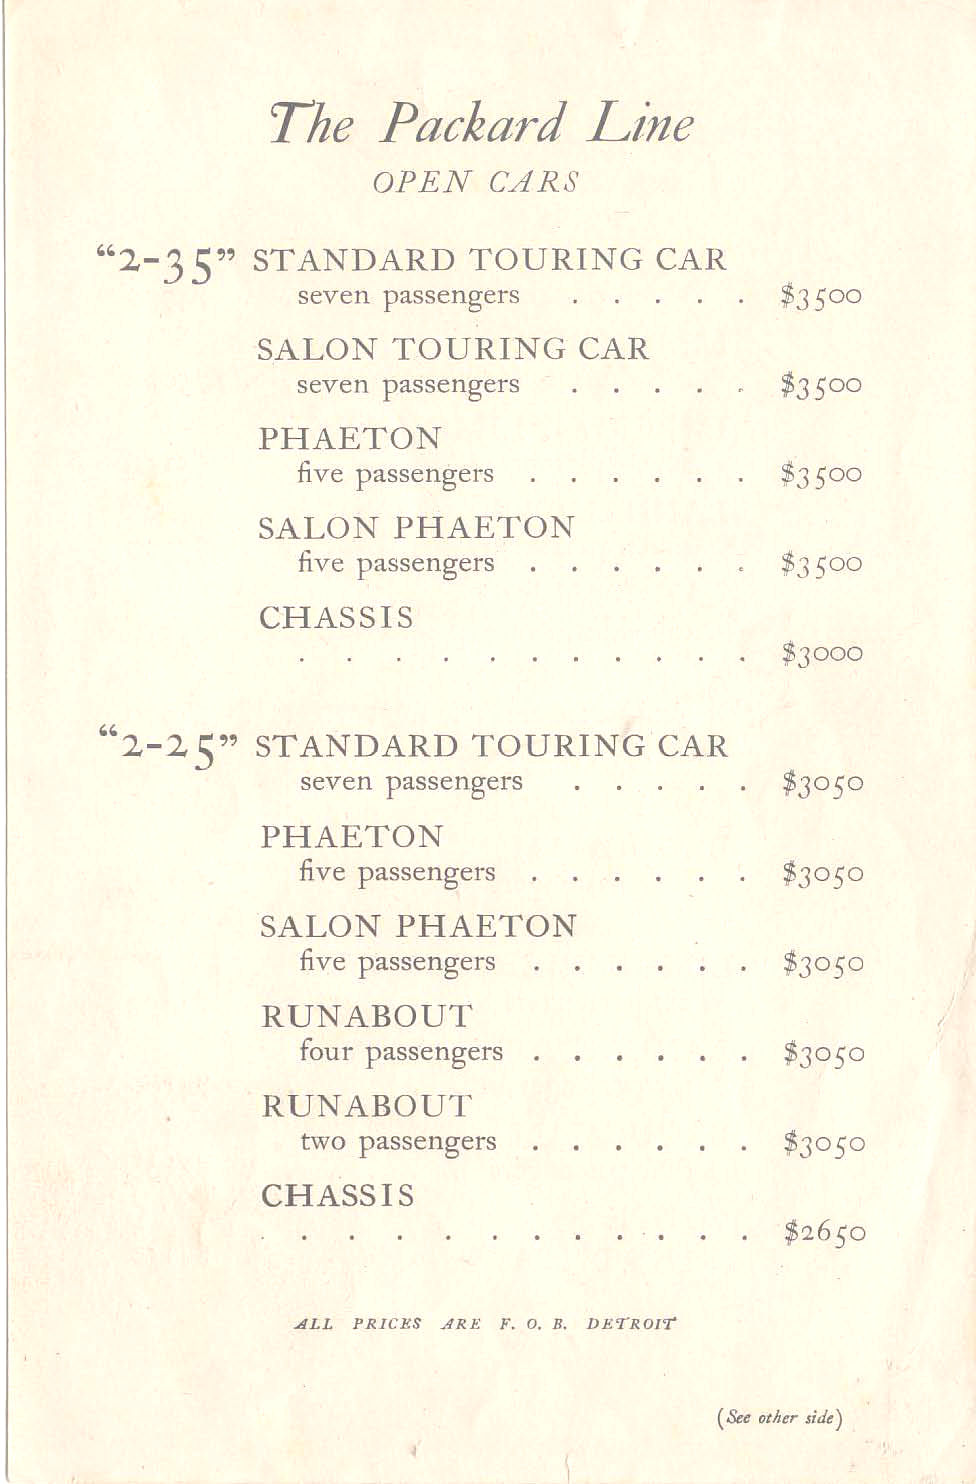 The Packard Line
OPEN CARS
“2-35” STANDARD TOURING CAR
seven passengers . . . . . $3500
SALON TOURING CAR
seven passengers . . . . . $3500
PHAETON
five passengers . . . . . . $3500
SALON PHAETON
five passengers . . . . . . $3500
CHASSIS
. . . . . . . . . . . $3000
“2-25” STANDARD TOURING CAR
seven passengers . . . . . $3050
PHAETON
five passengers . . . . . . $3050
SALON PHAETON
five passengers . . . . . . $3050
RUNABOUT
four passengers . . . . . . $3050
RUNABOUT
two passengers . . . . . . $3050
CHASSIS
. . . . . . . . . . . . $2650
ALL PRICES ARE F. O. B. DETROIT
(See other side)